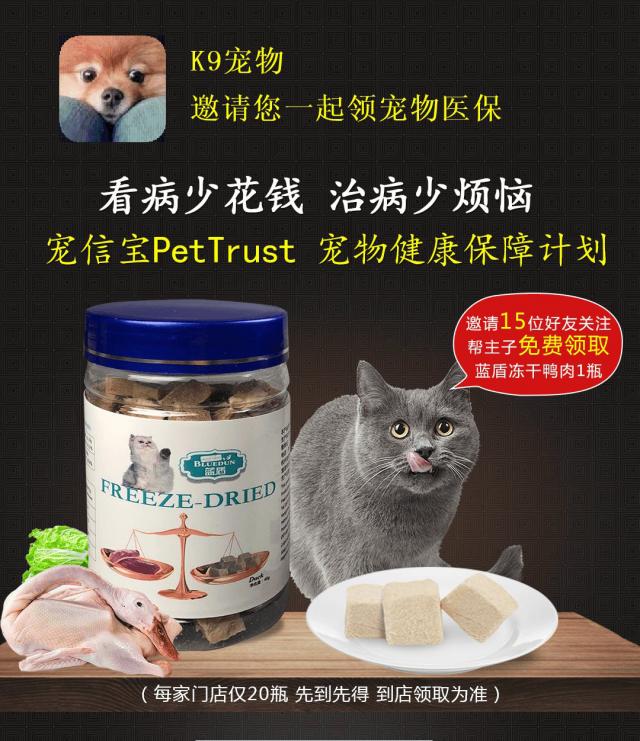 K9宠物
邀请您一起领宠物医保
看病少花钱 治病少烦恼
宠信宝PetTrust 宠物健康保障计划
邀请15位好友关注
帮主子免费领取
蓝盾冻干鸭肉1瓶
BLUEDUN
蓝盾
FREEZE-DRIED
Duck
(每家门店仅20瓶 先到先得 到店领取为准)